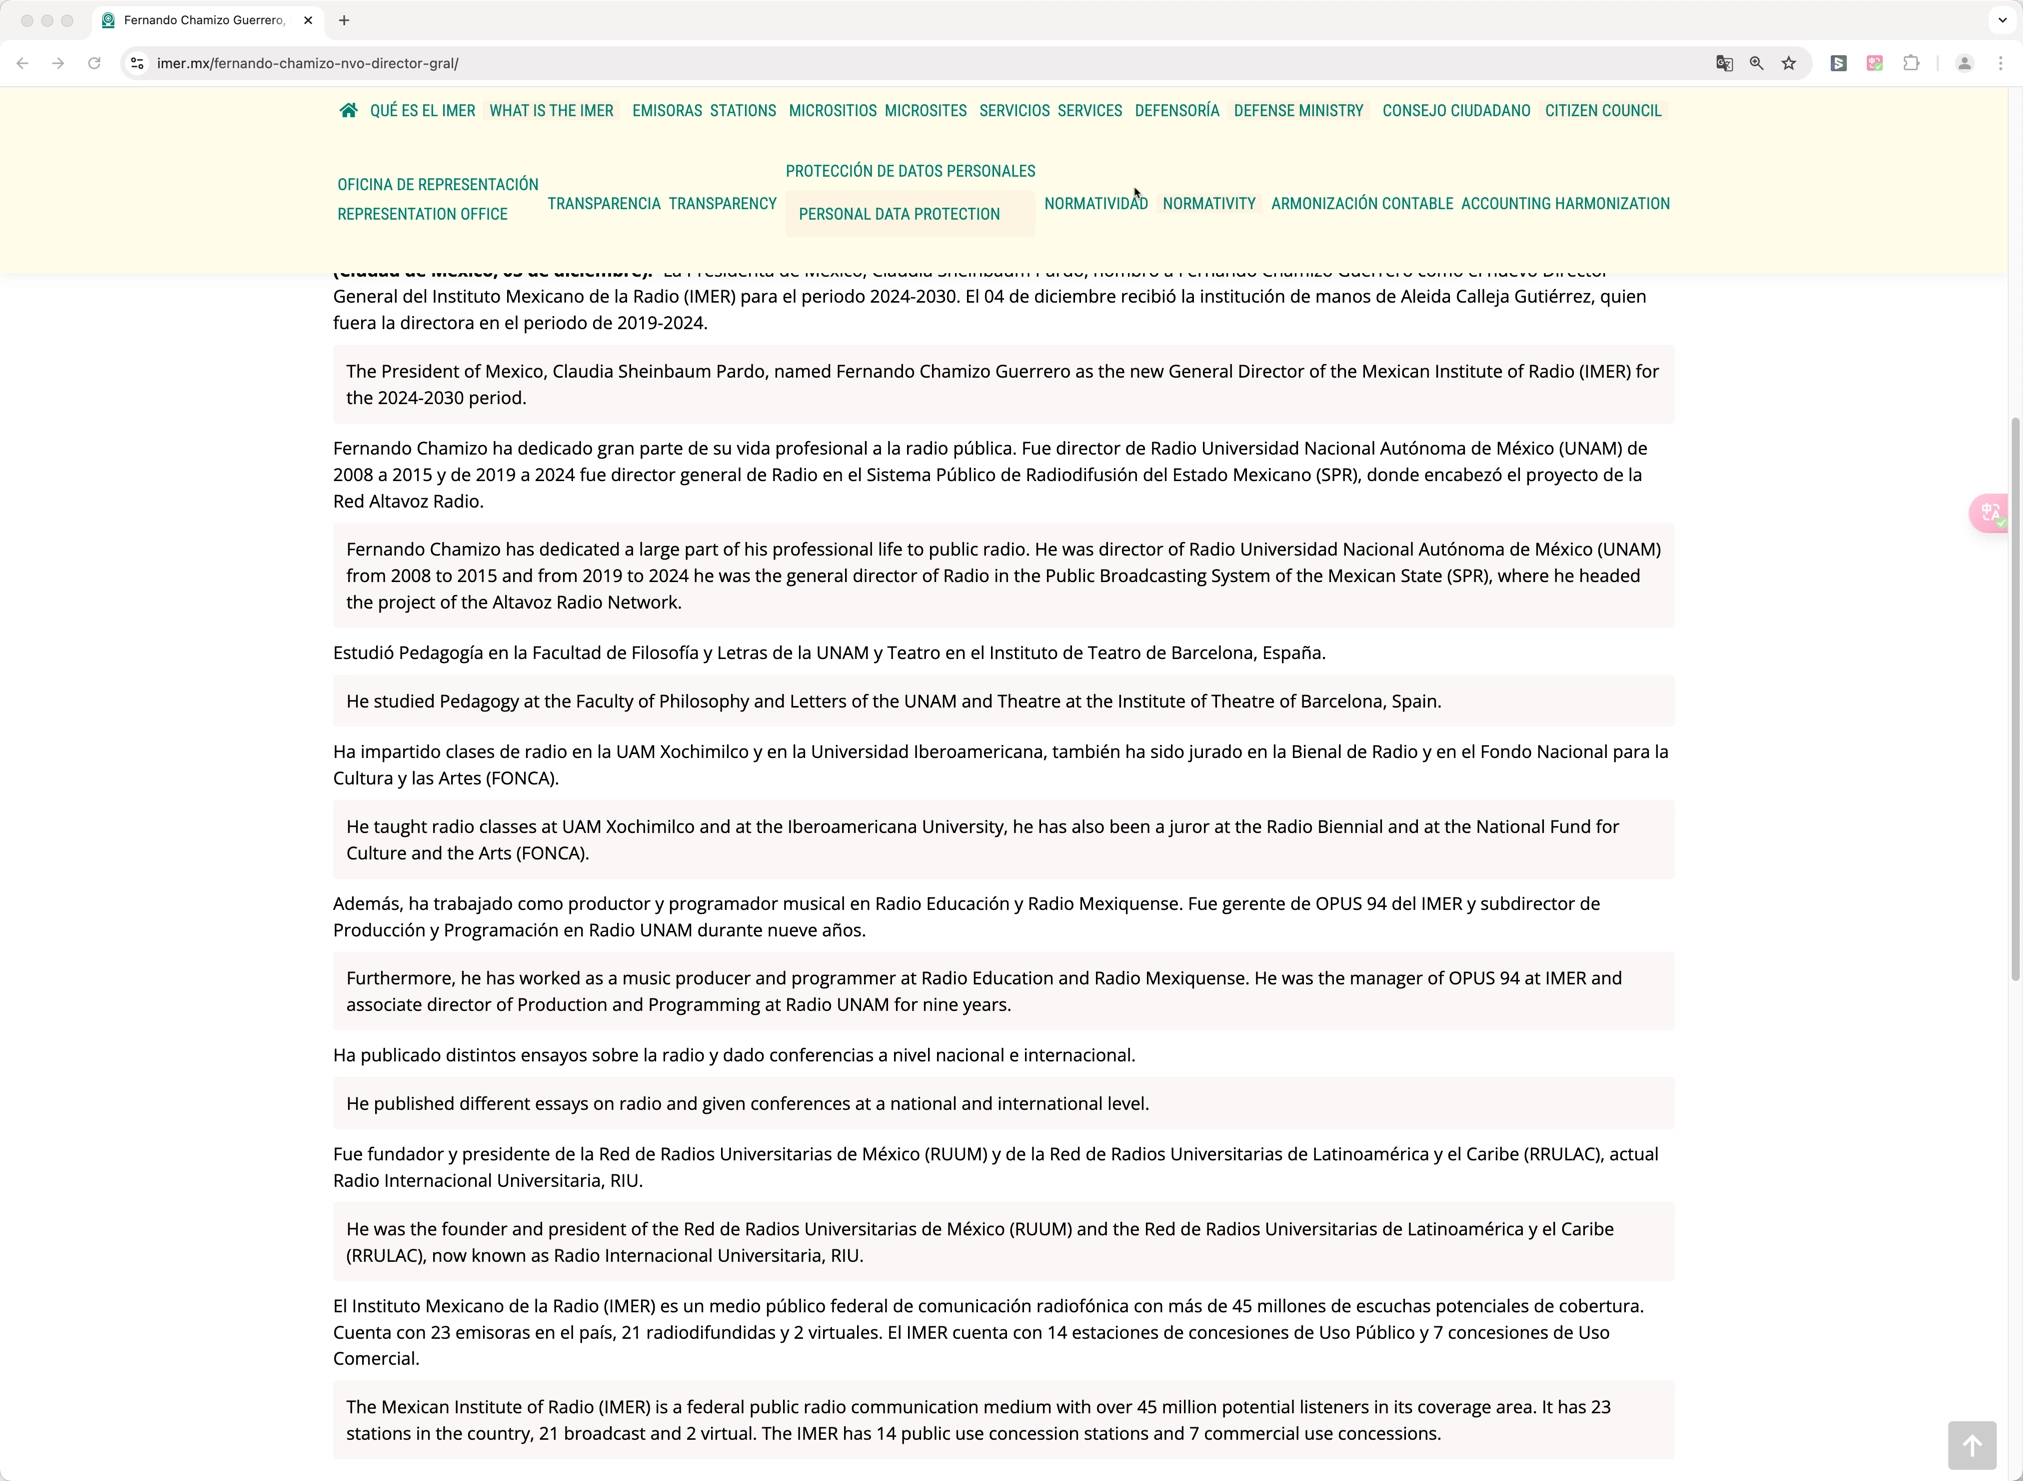 Fernando Chamizo Guerrero,
imer.mx/fernando-chamizo-nvo-director-gral/
QUÉ ES EL IMER WHAT IS THE IMER EMISORAS STATIONS MICROSITIOS MICROSITES SERVICIOS SERVICES DEFENSORÍA DEFENSE MINISTRY CONSEJO CIUDADANO CITIZEN COUNCIL
OFICINA DE REPRESENTACIÓN
REPRESENTATION OFFICE
TRANSPARENCIA TRANSPARENCY
PROTECCIÓN DE DATOS PERSONALES
PERSONAL DATA PROTECTION
NORMATIVIDAD NORMATIVITY ARMONIZACIÓN CONTABLE ACCOUNTING HARMONIZATION
(Ciudad de México, 05 de diciembre). La Presidenta de México, Claudia Sheinbaum Pardo, nombró a Fernando Chamizo Guerrero como el nuevo Director
General del Instituto Mexicano de la Radio (IMER) para el periodo 2024-2030. El 04 de diciembre recibió la institución de manos de Aleida Calleja Gutiérrez, quien
fuera la directora en el periodo de 2019-2024.
The President of Mexico, Claudia Sheinbaum Pardo, named Fernando Chamizo Guerrero as the new General Director of the Mexican Institute of Radio (IMER) for
the 2024-2030 period.
Fernando Chamizo ha dedicado gran parte de su vida profesional a la radio pública. Fue director de Radio Universidad Nacional Autónoma de México (UNAM) de
2008 a 2015 y de 2019 a 2024 fue director general de Radio en el Sistema Público de Radiodifusión del Estado Mexicano (SPR), donde encabezó el proyecto de la
Red Altavoz Radio.
Fernando Chamizo has dedicated a large part of his professional life to public radio. He was director of Radio Universidad Nacional Autónoma de México (UNAM)
from 2008 to 2015 and from 2019 to 2024 he was the general director of Radio in the Public Broadcasting System of the Mexican State (SPR), where he headed
the project of the Altavoz Radio Network.
Estudió Pedagogía en la Facultad de Filosofía y Letras de la UNAM y Teatro en el Instituto de Teatro de Barcelona, España.
He studied Pedagogy at the Faculty of Philosophy and Letters of the UNAM and Theatre at the Institute of Theatre of Barcelona, Spain.
Ha impartido clases de radio en la UAM Xochimilco y en la Universidad Iberoamericana, también ha sido jurado en la Bienal de Radio y en el Fondo Nacional para la
Cultura y las Artes (FONCA).
He taught radio classes at UAM Xochimilco and at the Iberoamericana University, he has also been a juror at the Radio Biennial and at the National Fund for
Culture and the Arts (FONCA).
Además, ha trabajado como productor y programador musical en Radio Educación y Radio Mexiquense. Fue gerente de OPUS 94 del IMER y subdirector de
Producción y Programación en Radio UNAM durante nueve años.
Furthermore, he has worked as a music producer and programmer at Radio Education and Radio Mexiquense. He was the manager of OPUS 94 at IMER and
associate director of Production and Programming at Radio UNAM for nine years.
Ha publicado distintos ensayos sobre la radio y dado conferencias a nivel nacional e internacional.
He published different essays on radio and given conferences at a national and international level.
Fue fundador y presidente de la Red de Radios Universitarias de México (RUUM) y de la Red de Radios Universitarias de Latinoamérica y el Caribe (RRULAC), actual
Radio Internacional Universitaria, RIU.
He was the founder and president of the Red de Radios Universitarias de México (RUUM) and the Red de Radios Universitarias de Latinoamérica y el Caribe
(RRULAC), now known as Radio Internacional Universitaria, RIU.
El Instituto Mexicano de la Radio (IMER) es un medio público federal de comunicación radiofónica con más de 45 millones de escuchas potenciales de cobertura.
Cuenta con 23 emisoras en el país, 21 radiodifundidas y 2 virtuales. El IMER cuenta con 14 estaciones de concesiones de Uso Público y 7 concesiones de Uso
Comercial.
The Mexican Institute of Radio (IMER) is a federal public radio communication medium with over 45 million potential listeners in its coverage area. It has 23
stations in the country, 21 broadcast and 2 virtual. The IMER has 14 public use concession stations and 7 commercial use concessions.